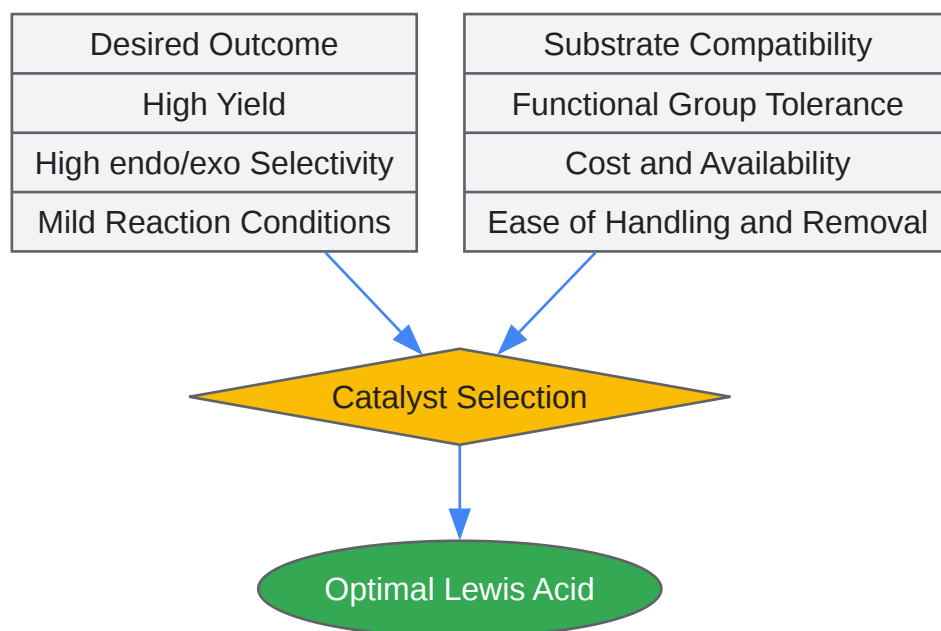 Desired Outcome
High Yield
High endo/exo Selectivity
Mild Reaction Conditions
Substrate Compatibility
Functional Group Tolerance
Cost and Availability
Ease of Handling and Removal
Catalyst Selection
Optimal Lewis Acid